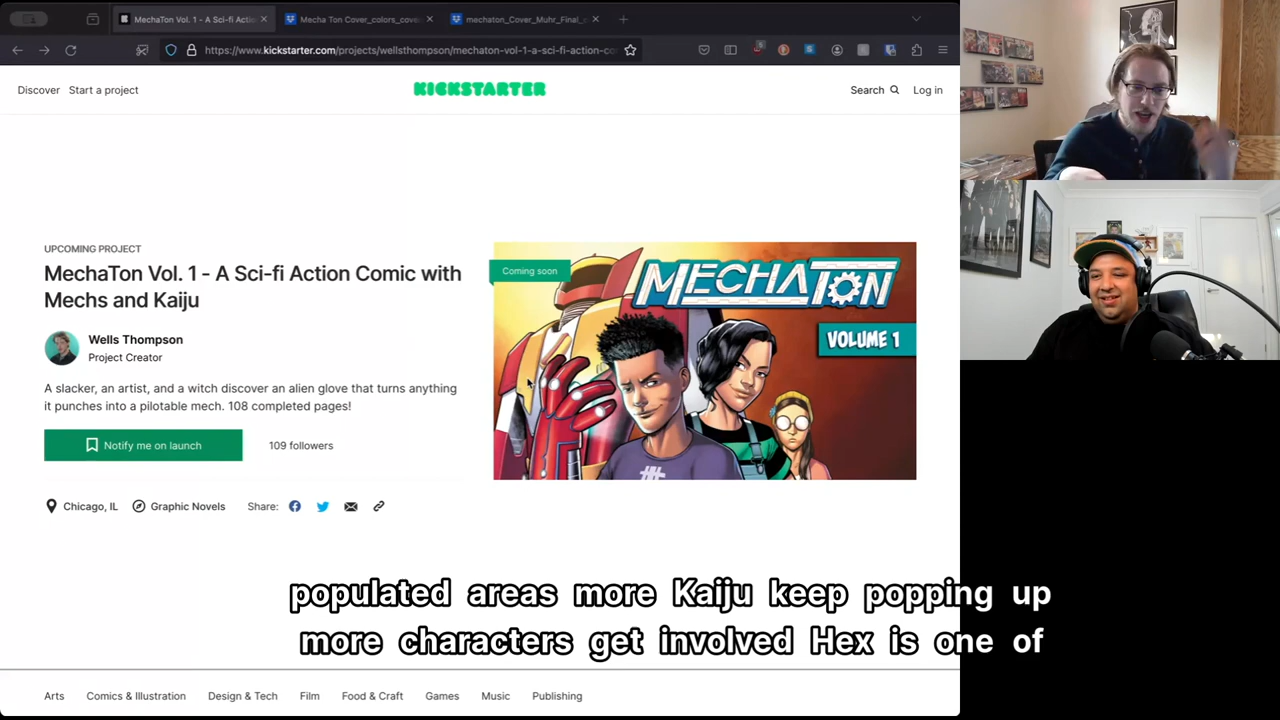 MechaTon Vol. 1 - A Sci-fi Actio
Mecha Ton Cover_colors_cove
mechaton_Cover_Muhr_Final_c
https://www.kickstarter.com/projects/wellsthompson/mechaton-vol-1-a-sci-fi-action-co
Discover
Start a project
KICKSTARTER
Search
Log in
UPCOMING PROJECT
MechaTon Vol. 1 - A Sci-fi Action Comic with
Mechs and Kaiju
Wells Thompson
Project Creator
A slacker, an artist, and a witch discover an alien glove that turns anything
it punches into a pilotable mech. 108 completed pages!
Notify me on launch
109 followers
Chicago, IL
Graphic Novels
Share:
Coming soon
MECHATON
VOLUME 1
populated areas more Kaiju keep popping up
more characters get involved Hex is one of
Arts
Comics & Illustration
Design & Tech
Film
Food & Craft
Games
Music
Publishing